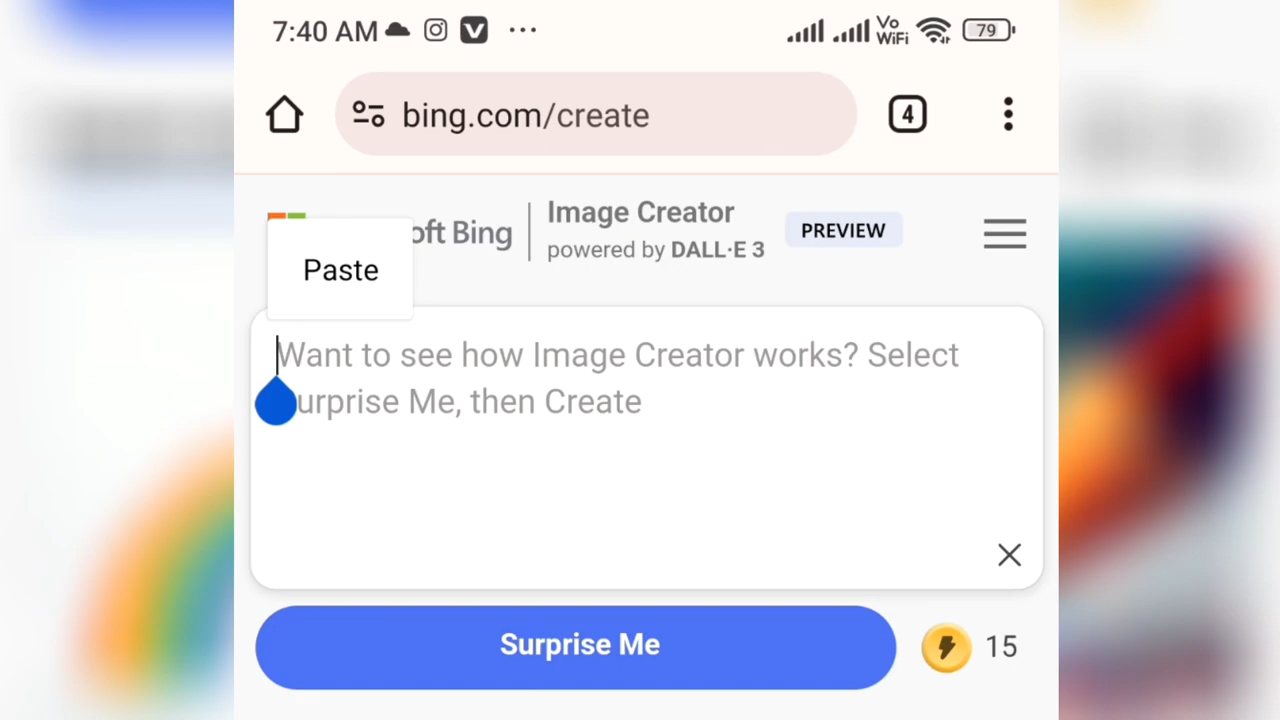 7:40 AM
Vo
WiFi
79
bing.com/create
4
oft Bing
Image Creator
powered by DALL·E 3
PREVIEW
Paste
Want to see how Image Creator works? Select
urprise Me, then Create
Surprise Me
15